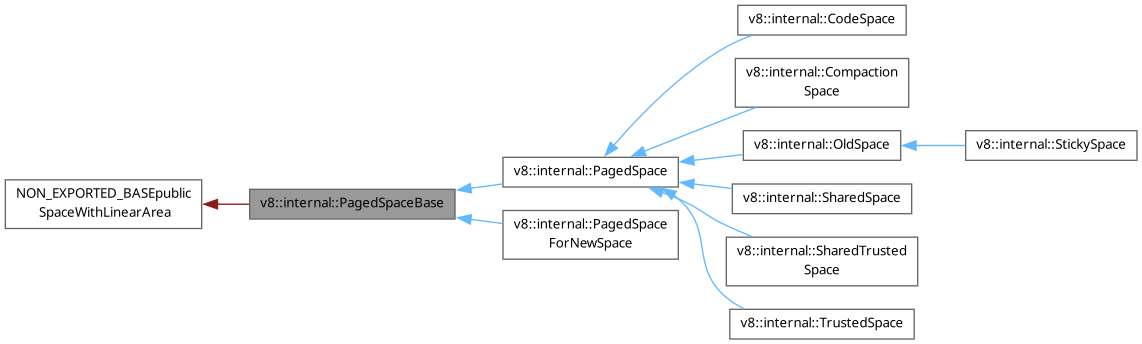 NON_EXPORTED_BASEpublic
SpaceWithLinearArea
v8::internal::PagedSpaceBase
v8::internal::PagedSpace
v8::internal::PagedSpace
ForNewSpace
v8::internal::CodeSpace
v8::internal::Compaction
Space
v8::internal::OldSpace
v8::internal::SharedSpace
v8::internal::SharedTrusted
Space
v8::internal::TrustedSpace
v8::internal::StickySpace